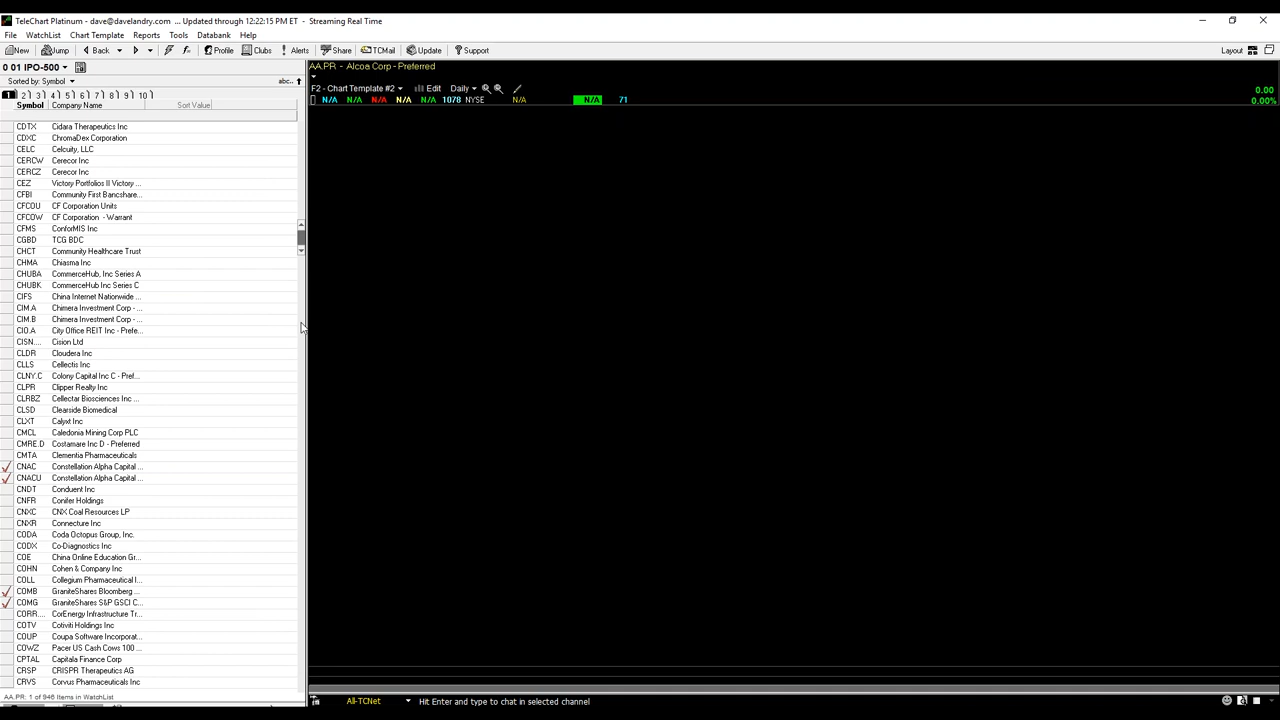 TeleChart Platinum - dave@davelandry.com ... Updated through 12:22:15 PM ET - Streaming Real Time
File WatchList Chart Template Reports Tools Databank Help
New Jump Back Profile Clubs Alerts Share TCMail Update Support Layout
0 01 IPO-500
Sorted by: Symbol abc..
1 2 3 4 5 6 7 8 9 10
Symbol Company Name Sort Value
CDTX Cidara Therapeutics Inc
CDXC ChromaDex Corporation
CELC Celcuity, LLC
CERCW Cerecor Inc
CERCZ Cerecor Inc
CEZ Victory Portfolios II Victory ...
CFBI Community First Bancshare...
CFCOU CF Corporation Units
CFCOW CF Corporation - Warrant
CFMS ConforMIS Inc
CGBD TCG BDC
CHCT Community Healthcare Trust
CHMA Chiasma Inc
CHUBA CommerceHub, Inc Series A
CHUBK CommerceHub Inc Series C
CIFS China Internet Nationwide ...
CIM.A Chimera Investment Corp - ...
CIM.B Chimera Investment Corp - ...
CIO.A City Office REIT Inc - Prefe...
CISN.... Cision Ltd
CLDR Cloudera Inc
CLLS Cellectis Inc
CLNY.C Colony Capital Inc C - Pref...
CLPR Clipper Realty Inc
CLRBZ Cellectar Biosciences Inc ...
CLSD Clearside Biomedical
CLXT Calyxt Inc
CMCL Caledonia Mining Corp PLC
CMRE.D Costamare Inc D - Preferred
CMTA Clementia Pharmaceuticals
CNAC Constellation Alpha Capital ...
CNACU Constellation Alpha Capital ...
CNDT Conduent Inc
CNFR Conifer Holdings
CNXC CNX Coal Resources LP
CNXR Connecture Inc
CODA Coda Octopus Group, Inc.
CODX Co-Diagnostics Inc
COE China Online Education Gr...
COHN Cohen & Company Inc
COLL Collegium Pharmaceutical I...
COMB GraniteShares Bloomberg ...
COMG GraniteShares S&P GSCI C...
CORR.... CorEnergy Infrastructure Tr...
COTV Cotiviti Holdings Inc
COUP Coupa Software Incorporat...
COWZ Pacer US Cash Cows 100 ...
CPTAL Capitala Finance Corp
CRSP CRISPR Therapeutics AG
CRVS Corvus Pharmaceuticals Inc
AA.PR: 1 of 946 Items in WatchList
AA.PR - Alcoa Corp - Preferred
F2 - Chart Template #2 Edit Daily
0.00
N/A N/A N/A N/A N/A 1078 NYSE N/A N/A 71
0.00%
All-TCNet Hit Enter and type to chat in selected channel